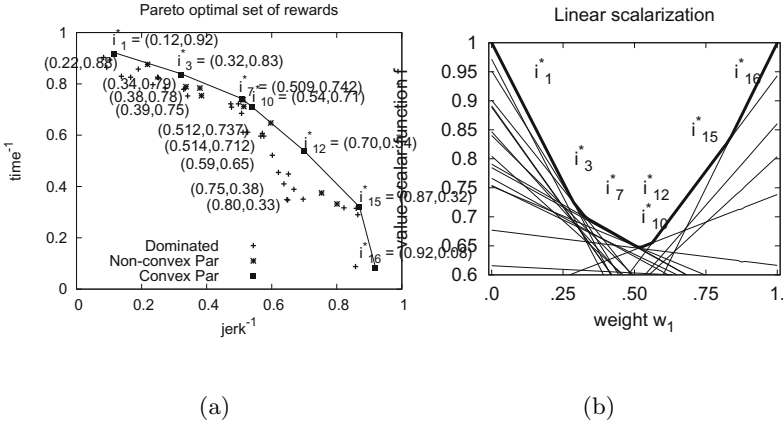 Pareto optimal set of rewards
1
i*1 = (0.12,0.92)
i*3 = (0.32,0.83)
(0.22,0.88)
0.8
(0.34,0.79)
i*7 = (0.509,0.742)
(0.38,0.78)
i*10 = (0.54,0.71)
(0.39,0.75)
0.6
(0.512,0.737)
i*12 = (0.70,0.54)
(0.514,0.712)
(0.59,0.65)
0.4
(0.75,0.38)
i*15 = (0.87,0.32)
(0.80,0.33)
0.2
Dominated
Non-convex Par
Convex Par
i*16 = (0.92,0.08)
0
0 0.2 0.4 0.6 0.8 1
jerk-1
time-1
(a)
Linear scalarization
value scalar function f
1
0.95
0.9
0.85
0.8
0.75
0.7
0.65
0.6
i*1
i*16
i*15
i*3
i*7
i*12
i*10
.0 .25 .50 .75 1.
weight w1
(b)